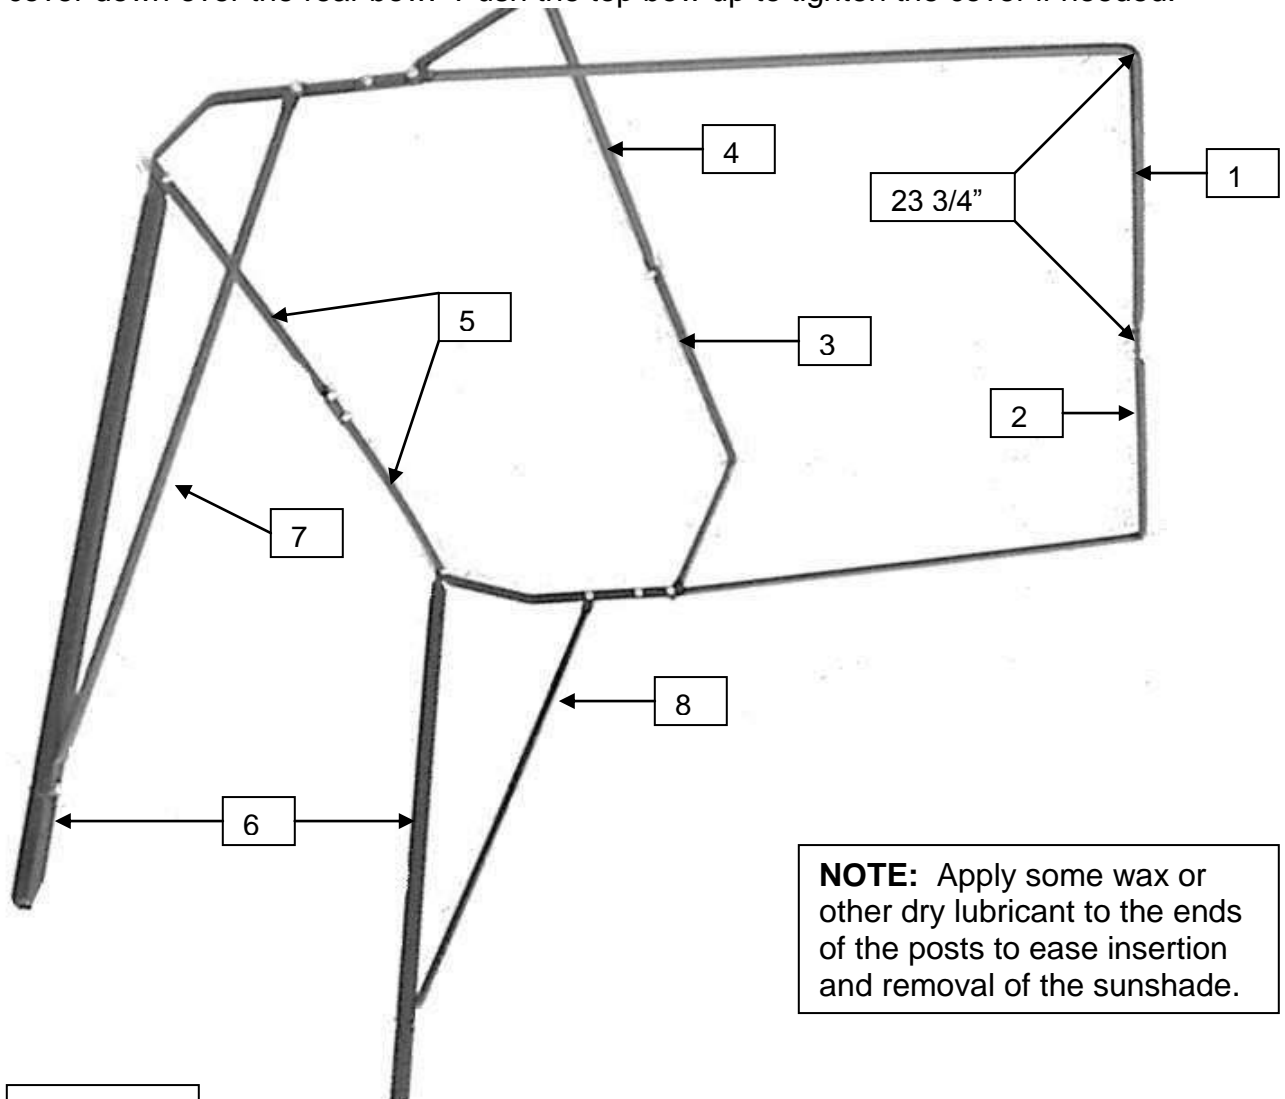 cover down over the rear bow. Push the top bow up to tighten the cover if needed.
4
1
23 3/4”
5
3
2
7
8
6
NOTE: Apply some wax or
other dry lubricant to the ends
of the posts to ease insertion
and removal of the sunshade.